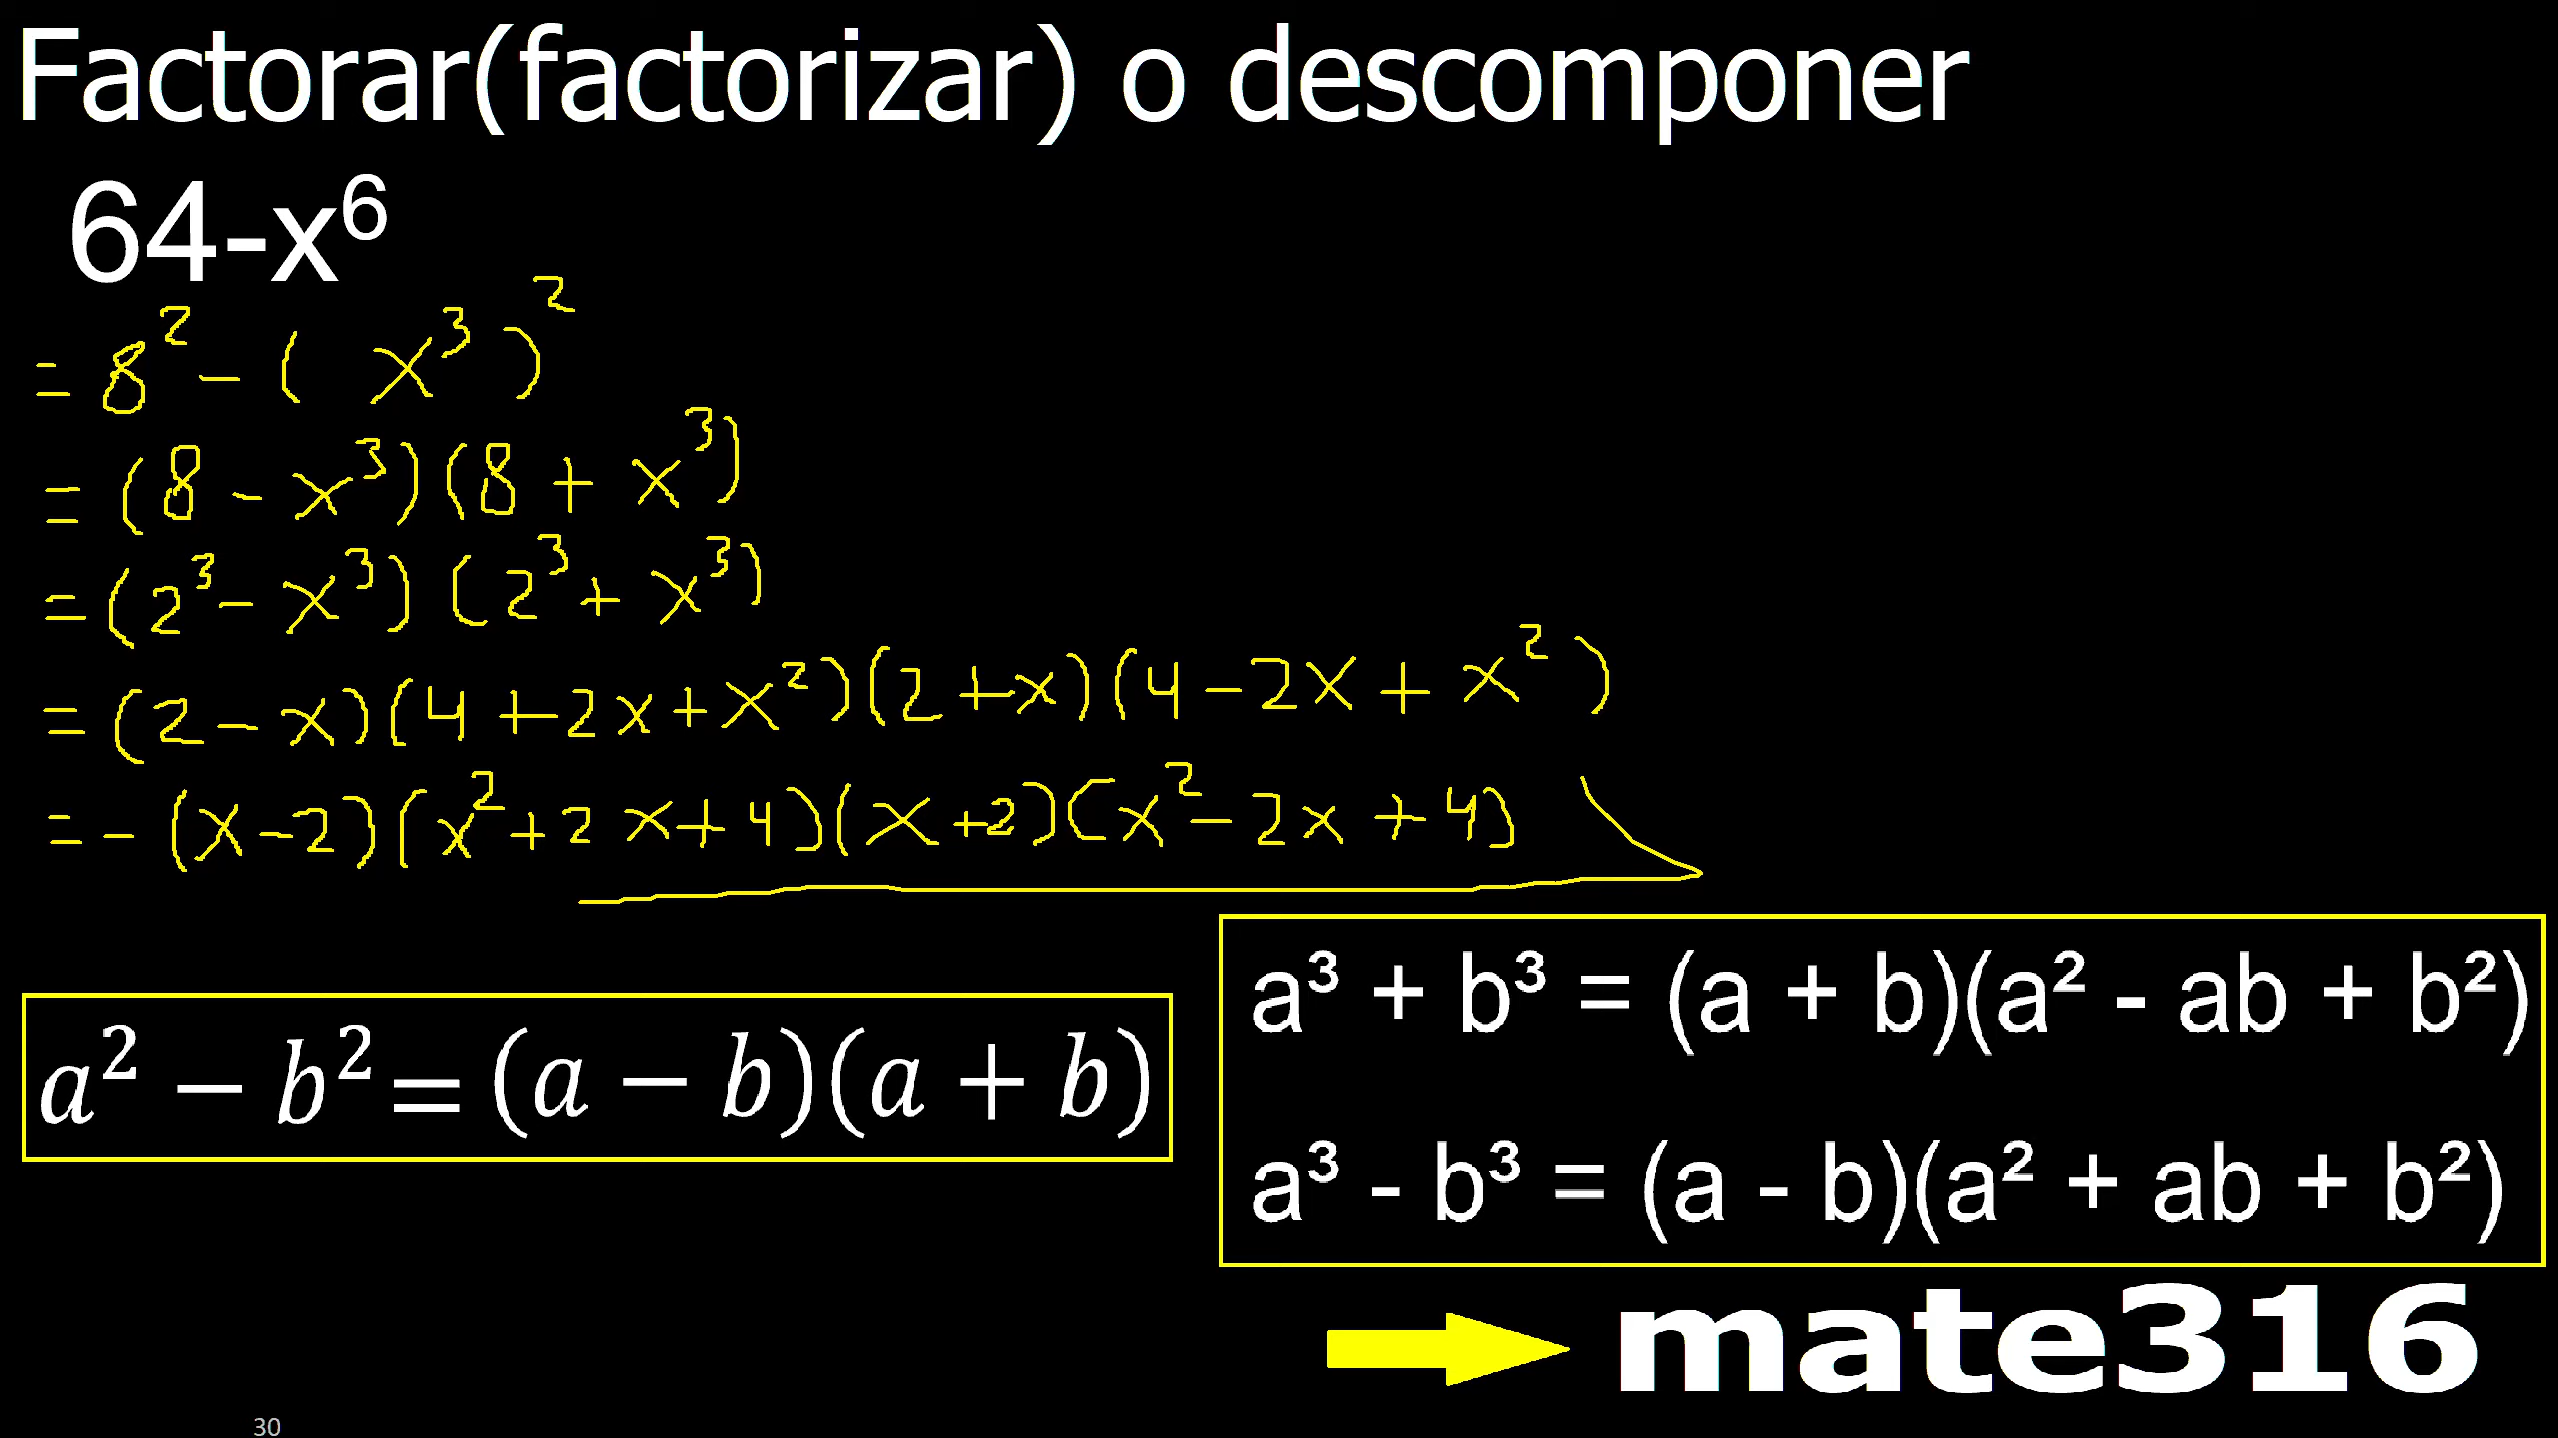 Factorar(factorizar) o descomponer
64-x⁶
= 8² - ( x³ )²
= (8 - x³)(8 + x³)
= (2³ - x³) (2³ + x³)
= (2 - x)(4 + 2x + x²)(2 + x)(4 - 2x + x²)
= - (x - 2)(x² + 2x + 4)(x + 2)(x² - 2x + 4)
a³ + b³ = (a + b)(a² - ab + b²)
a² − b² = (a − b)(a + b)
a³ - b³ = (a - b)(a² + ab + b²)
mate316
30